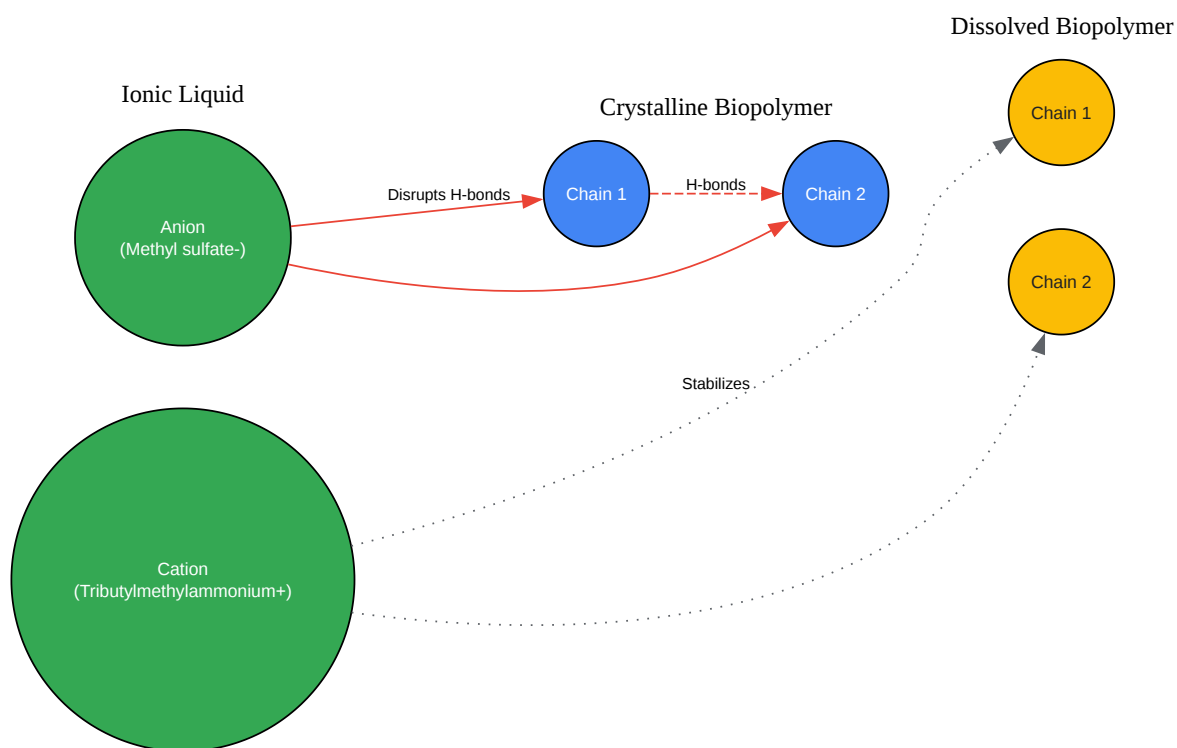 Dissolved Biopolymer
Ionic Liquid
Crystalline Biopolymer
Chain 1
Disrupts H-bonds
Chain 1
H-bonds
Chain 2
Anion
(Methyl sulfate-)
Chain 2
Stabilizes
Cation
(Tributylmethylammonium+)